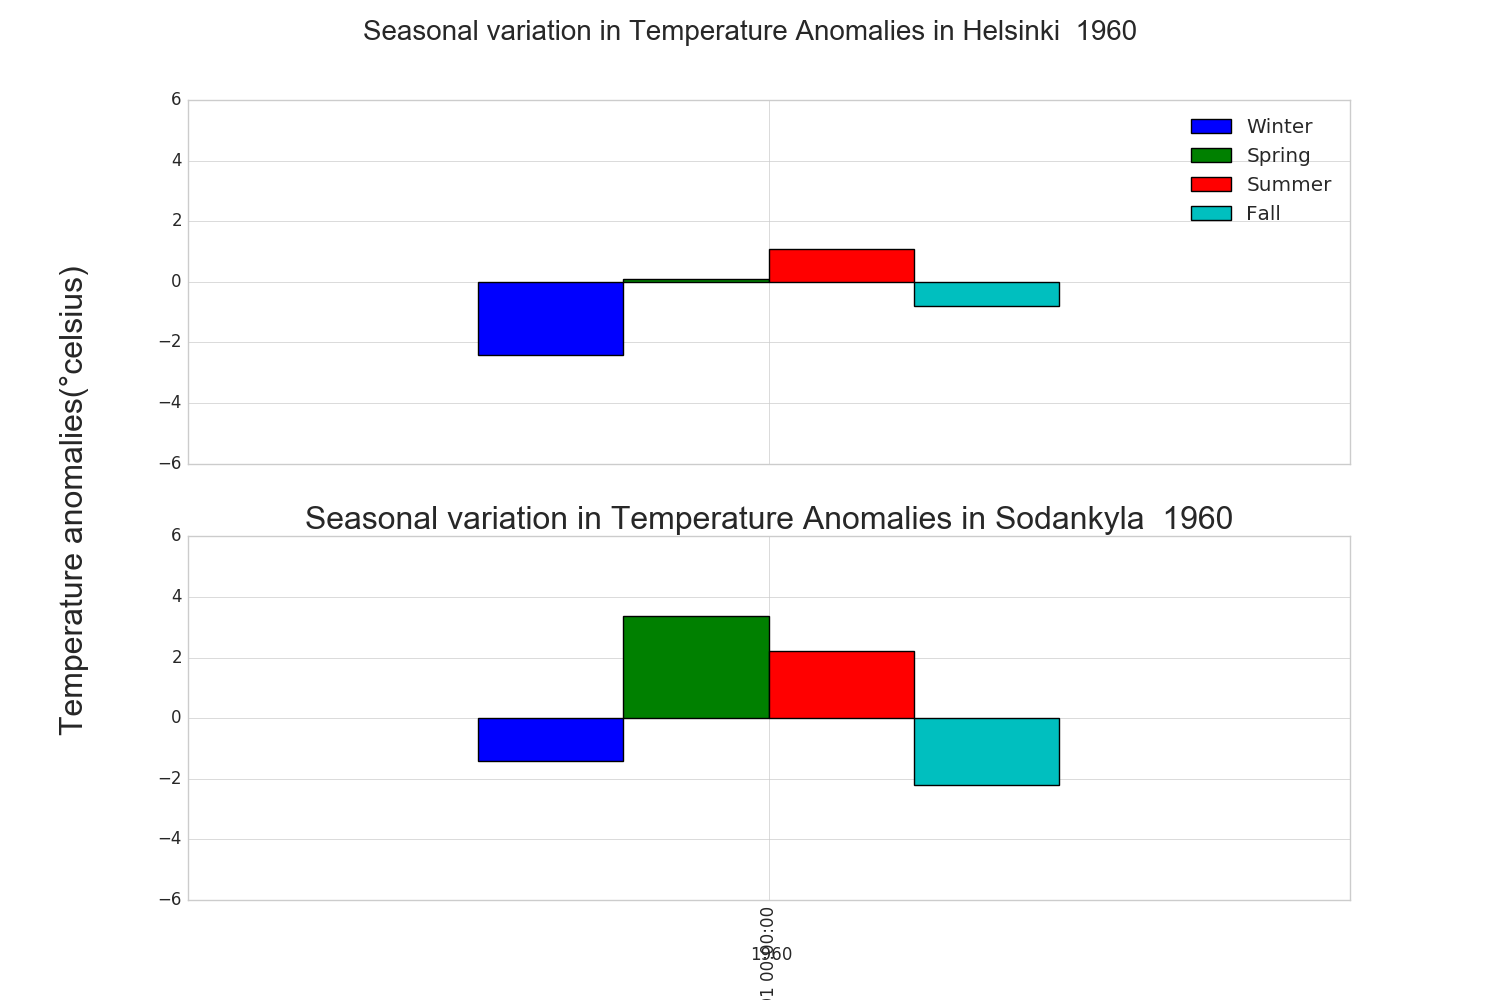 Seasonal variation in Temperature Anomalies in Helsinki  1960
6
4
2
0
−2
−4
−6
Winter
Spring
Summer
Fall
Temperature anomalies(°celsius)
Seasonal variation in Temperature Anomalies in Sodankyla  1960
6
4
2
0
−2
−4
−6
1960